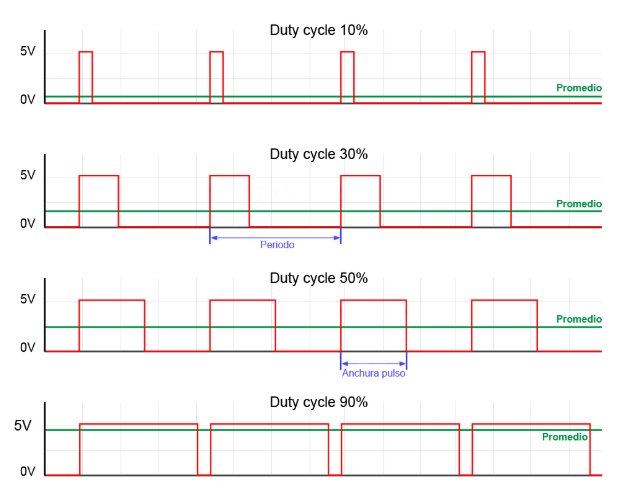 Duty cycle 10%
5V
Promedio
0V
Duty cycle 30%
5V
Promedio
0V
Periodo
Duty cycle 50%
5V
Promedio
0V
Anchura pulso
Duty cycle 90%
5V
Promedio
0V